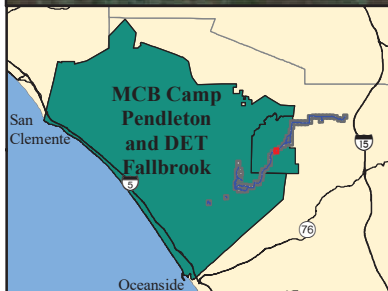 MCB Camp
Pendleton
and DET
Fallbrook
San
Clemente
15
5
76
Oceanside